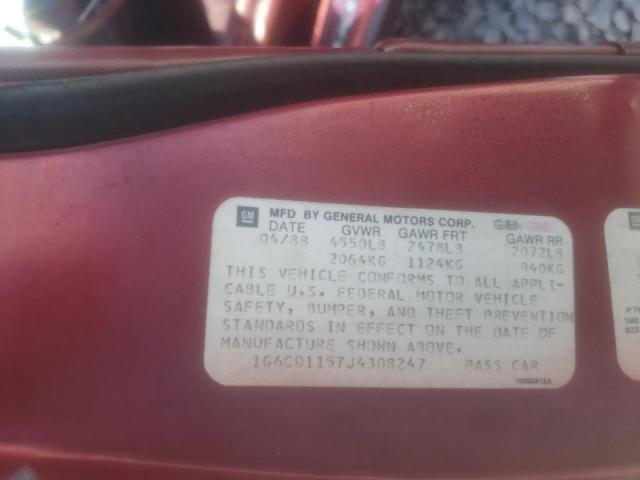 GM MFD BY GENERAL MOTORS CORP. GEN GM
DATE GVWR GAWR FRT GAWR RR
04/88 4550LB 2478LB 2072LB
2064KG 1124KG 940KG
THIS VEHICLE CONFORMS TO ALL APPLI-
CABLE U.S. FEDERAL MOTOR VEHICLE
SAFETY, BUMPER, AND THEFT PREVENTION
STANDARDS IN EFFECT ON THE DATE OF
MANUFACTURE SHOWN ABOVE.
1G6CD1157J4308247 PASS CAR